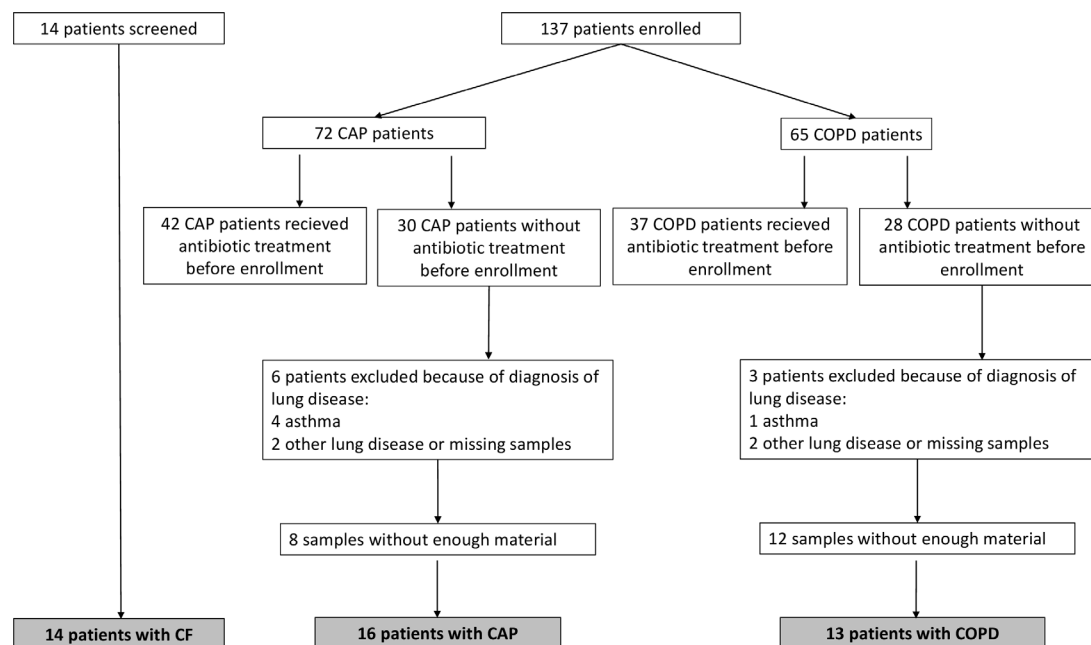 14 patients screened
137 patients enrolled
72 CAP patients
65 COPD patients
42 CAP patients recieved
antibiotic treatment
before enrollment
30 CAP patients without
antibiotic treatment
before enrollment
37 COPD patients recieved
antibiotic treatment before
enrollment
28 COPD patients without
antibiotic treatment before
enrollment
6 patients excluded because of diagnosis of
lung disease:
4 asthma
2 other lung disease or missing samples
3 patients excluded because of diagnosis of
lung disease:
1 asthma
2 other lung disease or missing samples
8 samples without enough material
12 samples without enough material
14 patients with CF
16 patients with CAP
13 patients with COPD